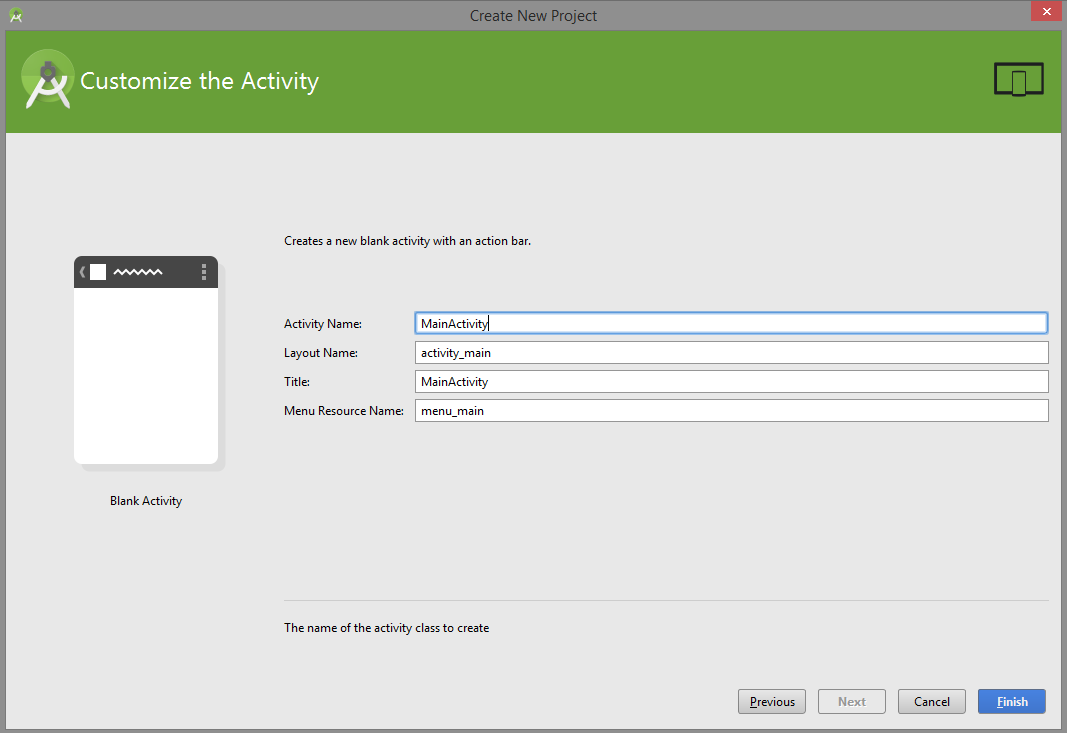 Create New Project
Customize the Activity
Creates a new blank activity with an action bar.
Activity Name: MainActivity
Layout Name: activity_main
Title: MainActivity
Menu Resource Name: menu_main
Blank Activity
The name of the activity class to create
Previous Next Cancel Finish